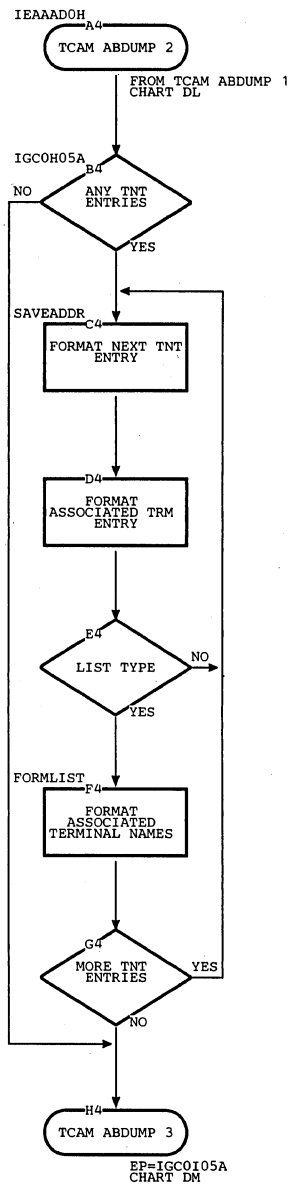 IEAAAD0H
A4
TCAM ABDUMP 2
FROM TCAM ABDUMP 1
CHART DL
IGC0H05A
B4
NO
ANY TNT
ENTRIES
YES
SAVEADDR
C4
FORMAT NEXT TNT
ENTRY
D4
FORMAT
ASSOCIATED TRM
ENTRY
E4
LIST TYPE
NO
YES
FORMLIST
F4
FORMAT
ASSOCIATED
TERMINAL NAMES
G4
MORE TNT
ENTRIES
YES
NO
H4
TCAM ABDUMP 3
EP=IGC0I05A
CHART DM